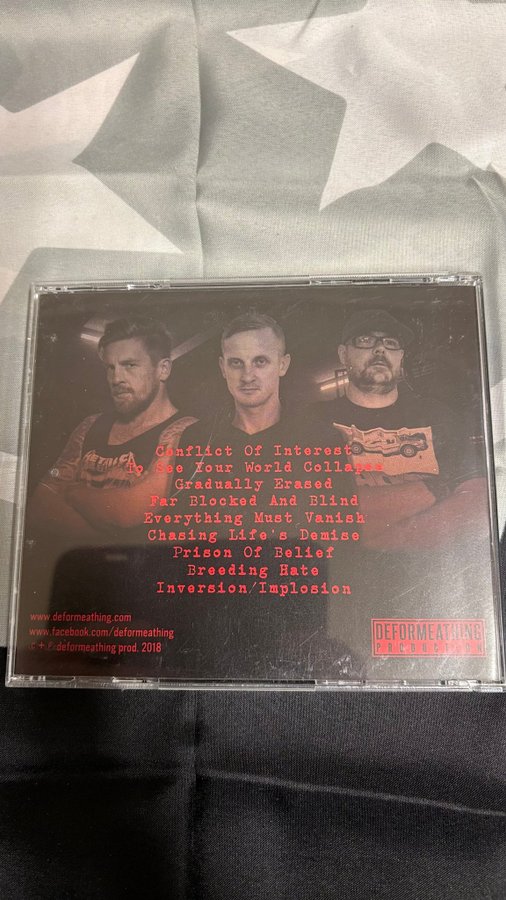 METALLICA
Conflict Of Interest
To See Your World Collapse
Gradually Erased
Far Blocked And Blind
Everything Must Vanish
Chasing Life's Demise
Prison Of Belief
Breeding Hate
Inversion/Implosion
www.deformeathing.com
www.facebook.com/deformeathing
© + ℗ deformeathing prod. 2018
DEFORMEATHING
PRODUCTION